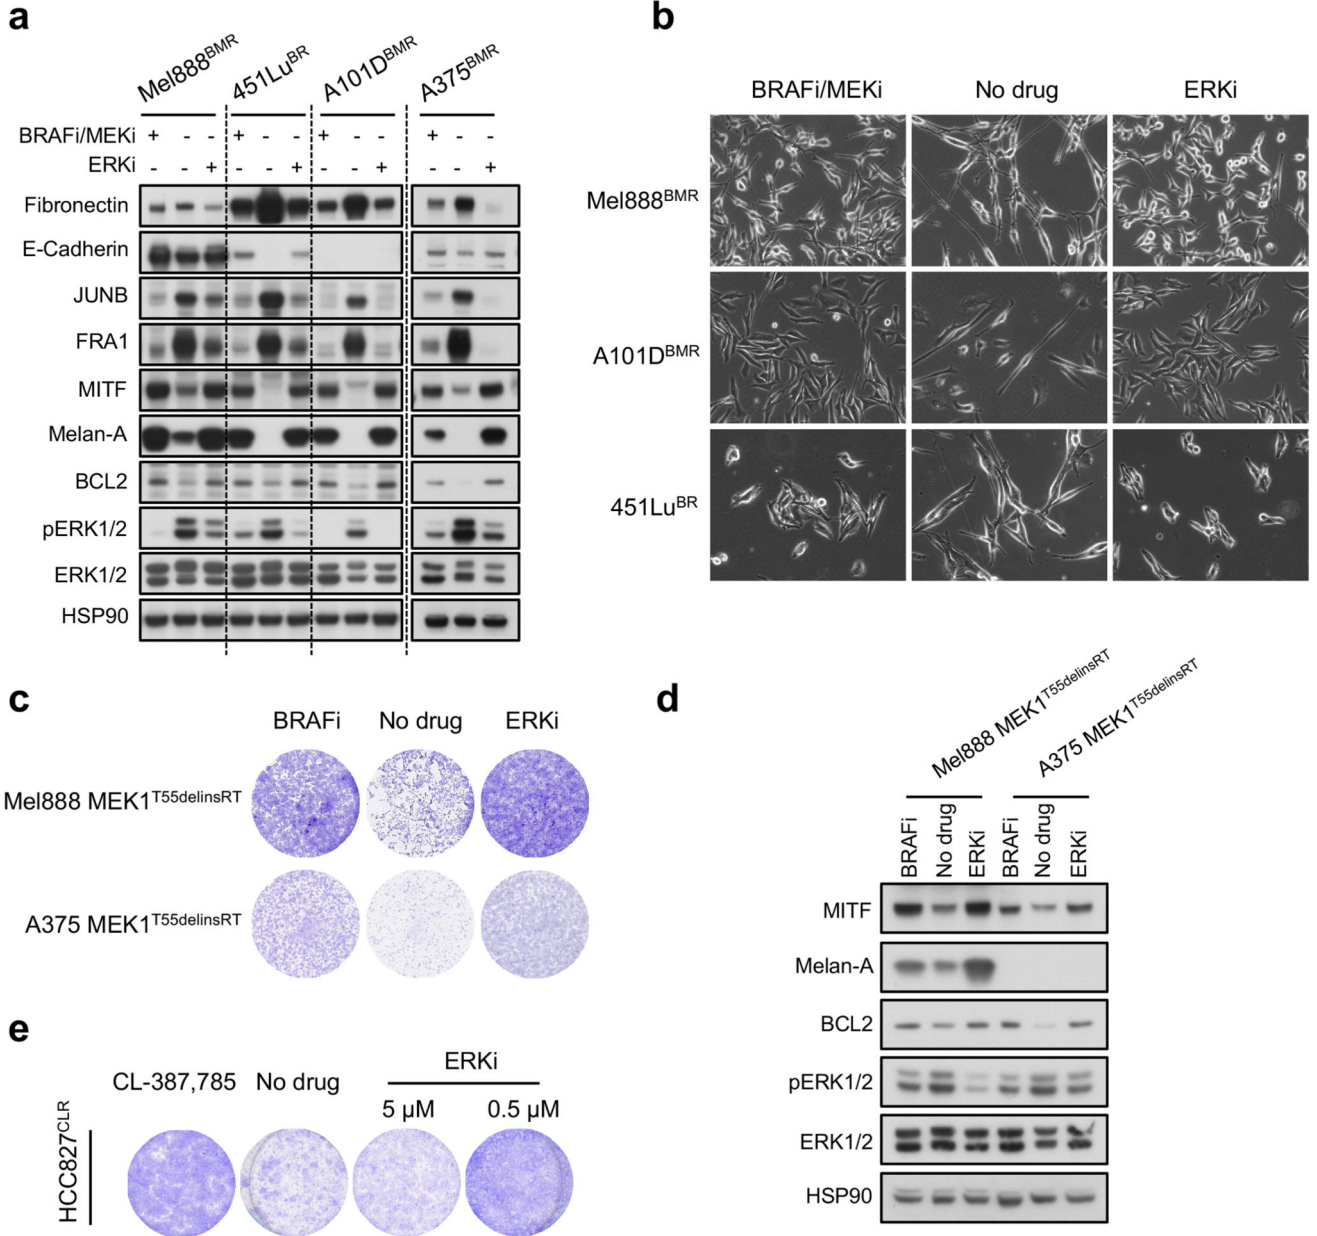 a
Mel888BMR 451LuBR A101DBMR A375BMR
BRAFi/MEKi + - - + - - + - - + - -
ERKi - - + - - + - - + - - +
Fibronectin
E-Cadherin
JUNB
FRA1
MITF
Melan-A
BCL2
pERK1/2
ERK1/2
HSP90
b
BRAFi/MEKi No drug ERKi
Mel888BMR
A101DBMR
451LuBR
c
BRAFi No drug ERKi
Mel888 MEK1T55delinsRT
A375 MEK1T55delinsRT
d
Mel888 MEK1T55delinsRT A375 MEK1T55delinsRT
BRAFi No drug ERKi BRAFi No drug ERKi
MITF
Melan-A
BCL2
pERK1/2
ERK1/2
HSP90
e
ERKi
CL-387,785 No drug 5 µM 0.5 µM
HCC827CLR